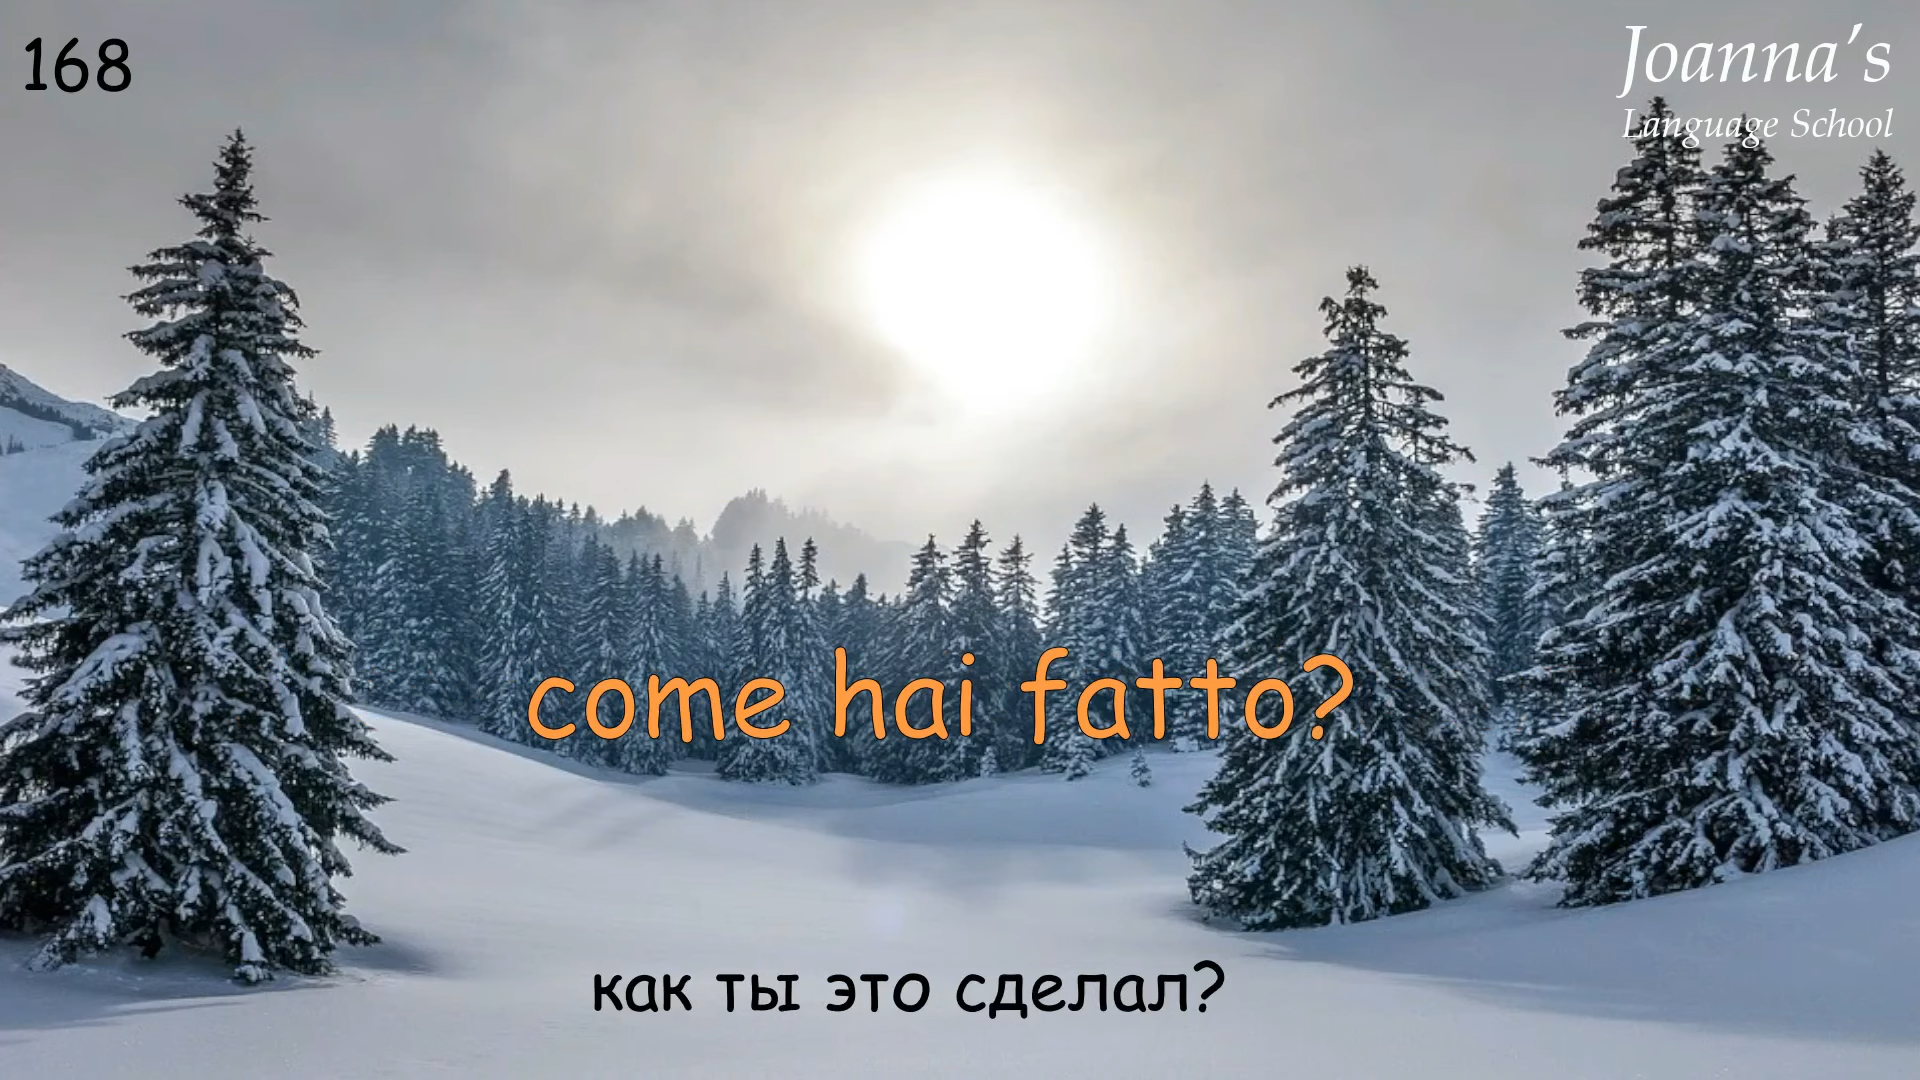 168
Joanna's
Language School
come hai fatto?
как ты это сделал?